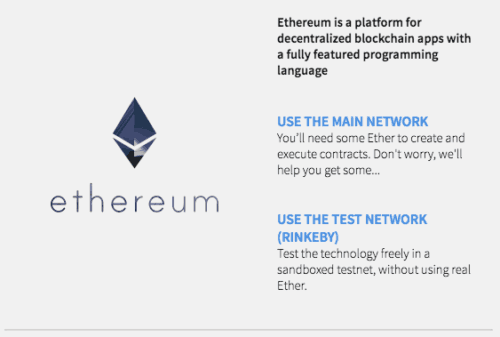 Ethereum is a platform for
decentralized blockchain apps with
a fully featured programming
language
ethereum
USE THE MAIN NETWORK
You'll need some Ether to create and
execute contracts. Don't worry, we'll
help you get some...
USE THE TEST NETWORK
(RINKEBY)
Test the technology freely in a
sandboxed testnet, without using real
Ether.